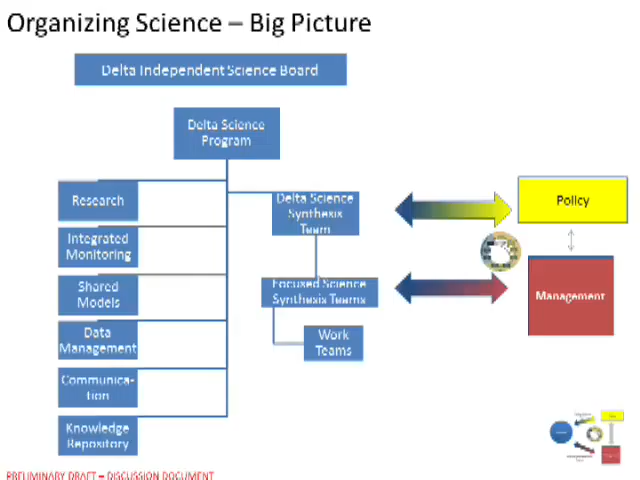 Organizing Science – Big Picture
Delta Independent Science Board
Delta Science
Program
Research
Integrated
Monitoring
Shared
Models
Data
Management
Communica-
tion
Knowledge
Repository
Delta Science
Synthesis
Team
Focused Science
Synthesis Teams
Work
Teams
Policy
Management
PRELIMINARY DRAFT – DISCUSSION DOCUMENT